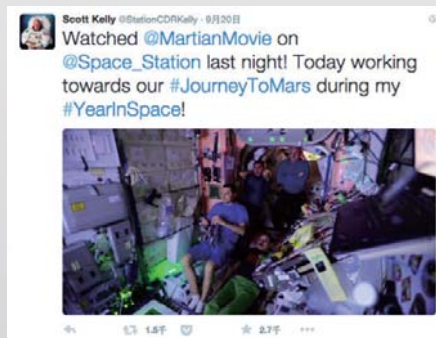 Scott Kelly @StationCDRKelly · 9月20日
Watched @MartianMovie on
@Space_Station last night! Today working
towards our #JourneyToMars during my
#YearInSpace!
1.5千 2.7千